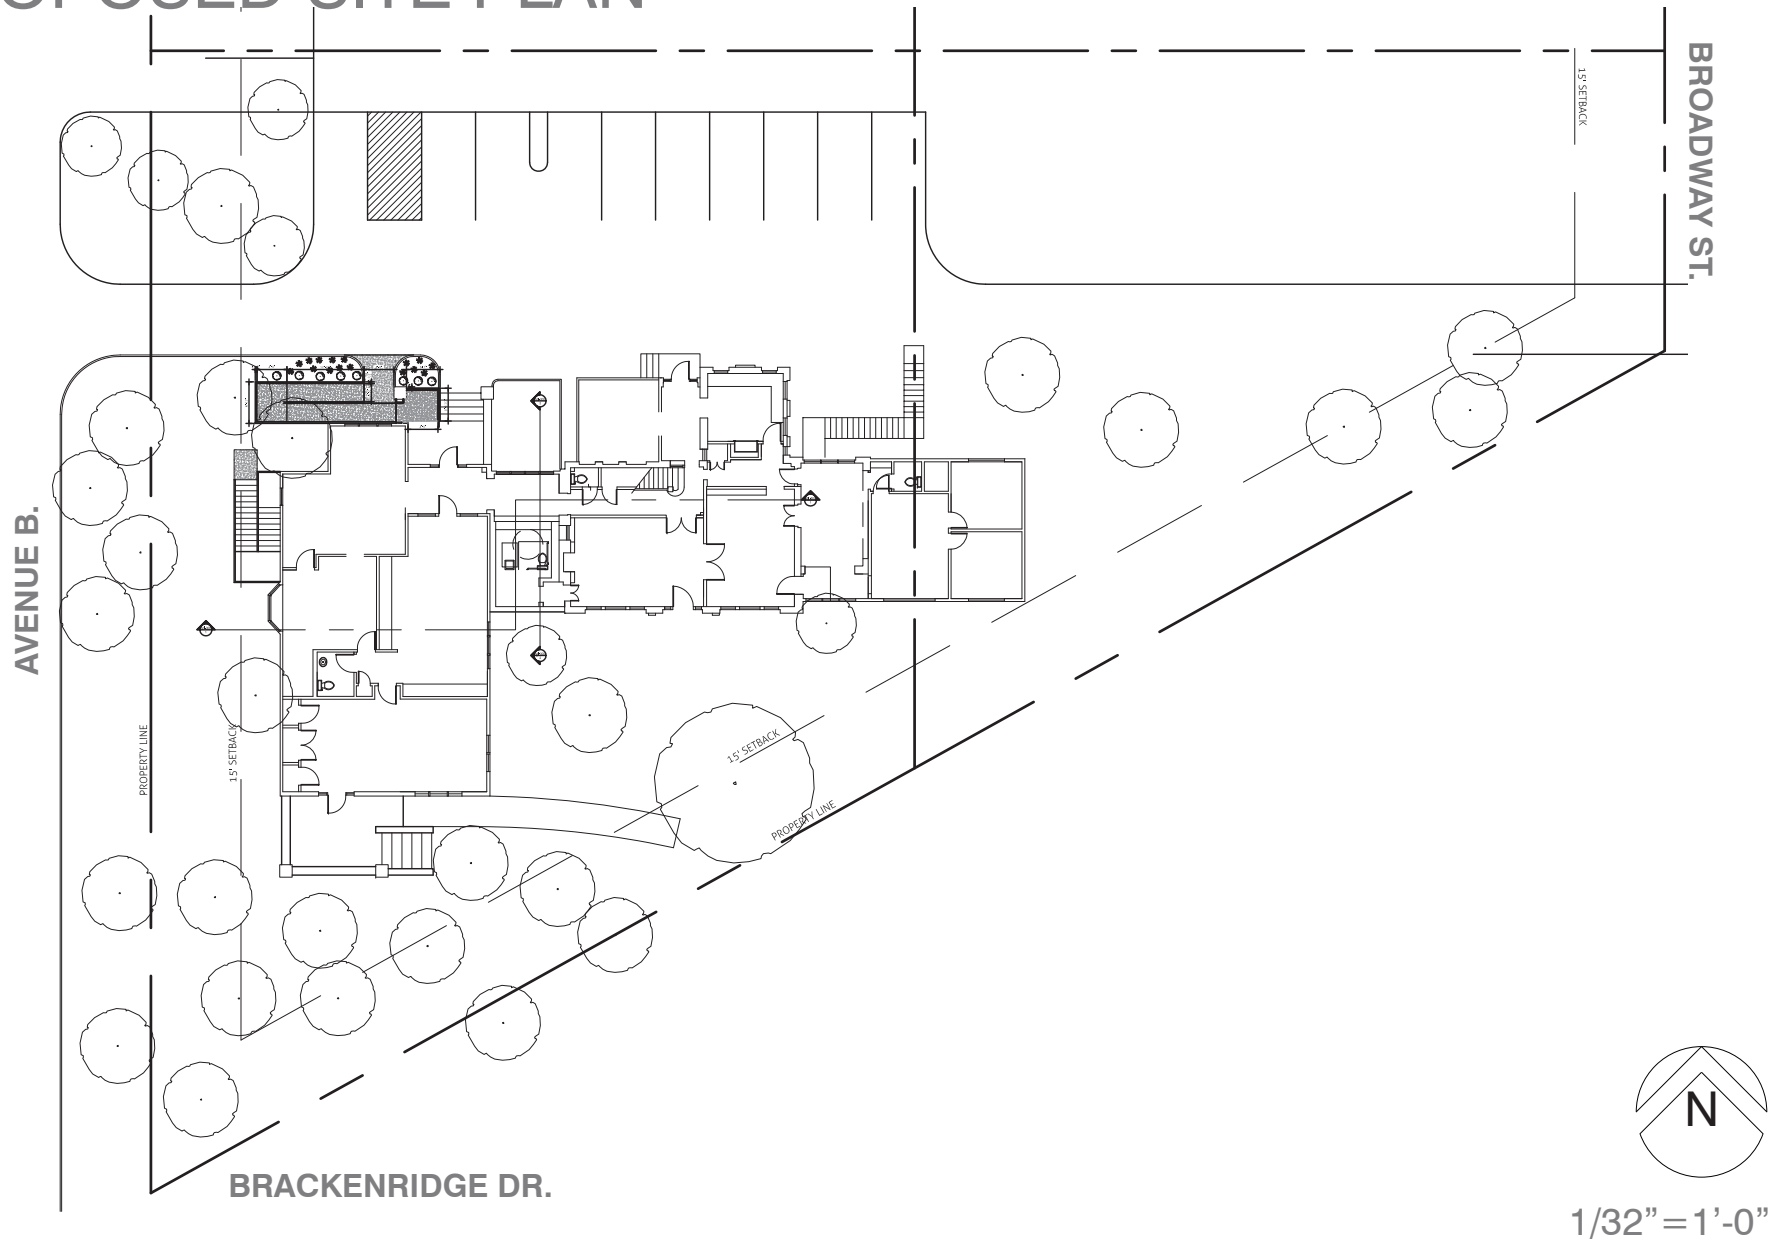 OPOSED SITE PLAN
BROADWAY ST.
15' SETBACK
AVENUE B.
PROPERTY LINE
15' SETBACK
15' SETBACK
PROPERTY LINE
BRACKENRIDGE DR.
N
1/32”=1’-0”